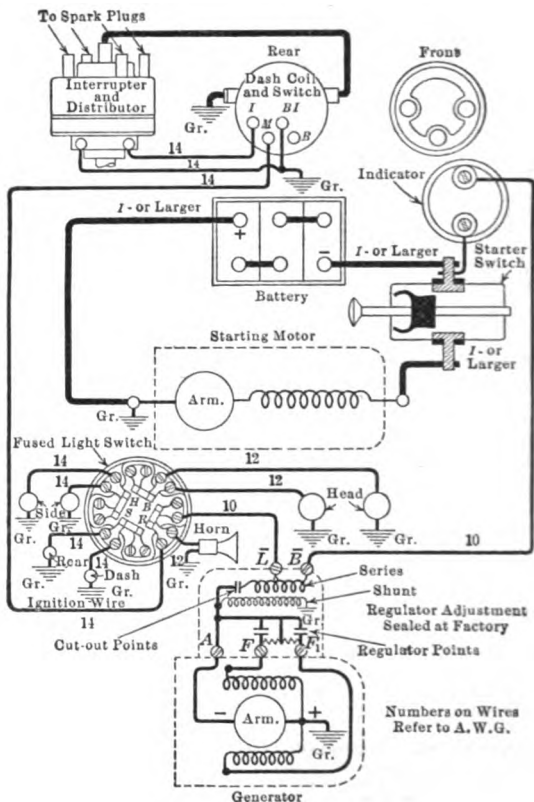 To Spark Plugs
Interrupter
and
Distributor
Rear
Dash Coil
and Switch
I
BI
M
B
Gr.
14
14
14
Gr.
Front
Indicator
I- or Larger
+
−
Battery
I- or Larger
Starter
Switch
I- or
Larger
Starting Motor
Gr.
Arm.
Fused Light Switch
14
14
Side
Gr.
Gr.
14
Rear
Gr.
14
Dash
Gr.
H
B
S
R
12
12
10
Head
Gr.
Gr.
Horn
12
Gr.
Ignition Wire
14
10
L̅
B̅
Series
Shunt
Gr.
Regulator Adjustment
Sealed at Factory
Cut-out Points
Regulator Points
A
F
F1
−
Arm.
+
Gr.
Numbers on Wires
Refer to A.W.G.
Generator